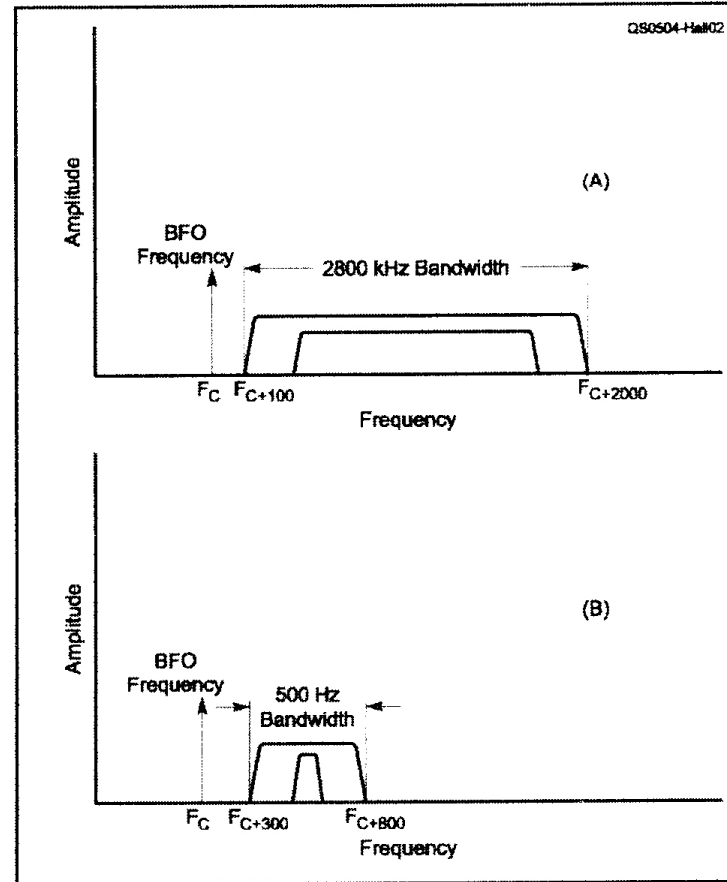 QS0504-Hall02
(A)
Amplitude
BFO
Frequency
2800 kHz Bandwidth
FC FC+100 FC+2000
Frequency
(B)
Amplitude
BFO
Frequency
500 Hz
Bandwidth
FC FC+300 FC+800
Frequency